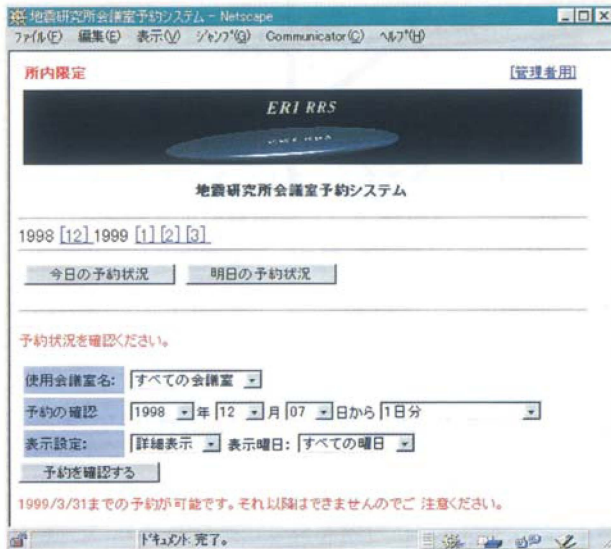 地震研究所会議室予約システム - Netscape
ファイル(F) 編集(E) 表示(V) ジャンプ(G) Communicator(C) ヘルプ(H)
所内限定 [管理者用]
ERI RRS
地震研究所会議室予約システム
1998 [12] 1999 [1] [2] [3]
今日の予約状況 明日の予約状況
予約状況を確認ください。
使用会議室名: すべての会議室
予約の確認 1998 年 12 月 07 日から 1日分
表示設定: 詳細表示 表示曜日: すべての曜日
予約を確認する
1999/3/31までの予約が可能です。それ以降はできませんのでご 注意ください。
ドキュメント: 完了。